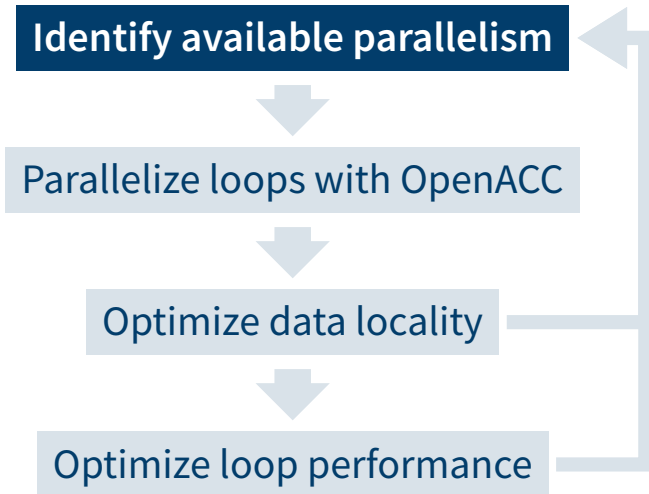 Identify available parallelism
Parallelize loops with OpenACC
Optimize data locality
Optimize loop performance